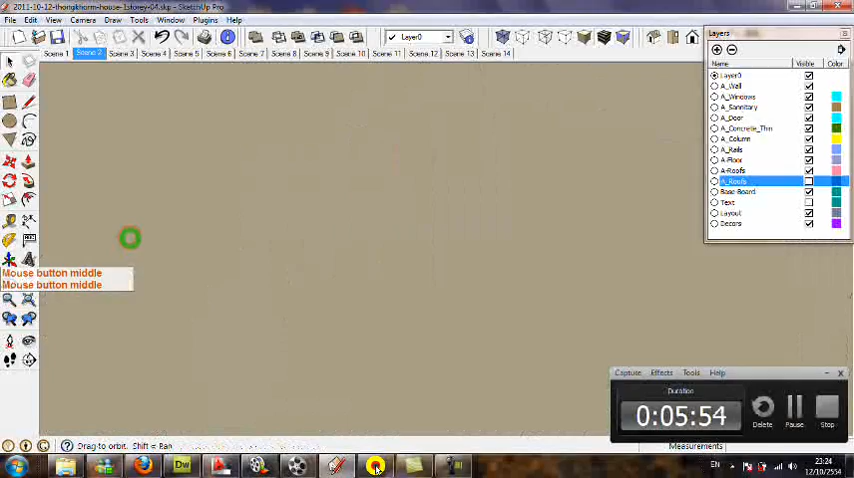 2011-10-12-thongkhorm-house-1storey-04.skp - SketchUp Pro
File Edit View Camera Draw Tools Window Plugins Help
Layer0
Scene 1 Scene 2 Scene 3 Scene 4 Scene 5 Scene 6 Scene 7 Scene 8 Scene 9 Scene 10 Scene 11 Scene 12 Scene 13 Scene 14
Layers
Name Visible Color
Layer0
A_Wall
A_Windows
A_Sannitary
A_Door
A_Concrete_Thin
A_Column
A_Rails
A-Floor
A-Roofs
A_Roofs
Base Board
Text
Layout
Decors
Mouse button middle
Mouse button middle
Capture Effects Tools Help
Duration
0:05:54
Delete Pause Stop
Drag to orbit. Shift = Pan
Measurements
Dw
EN
23:24
12/10/2554